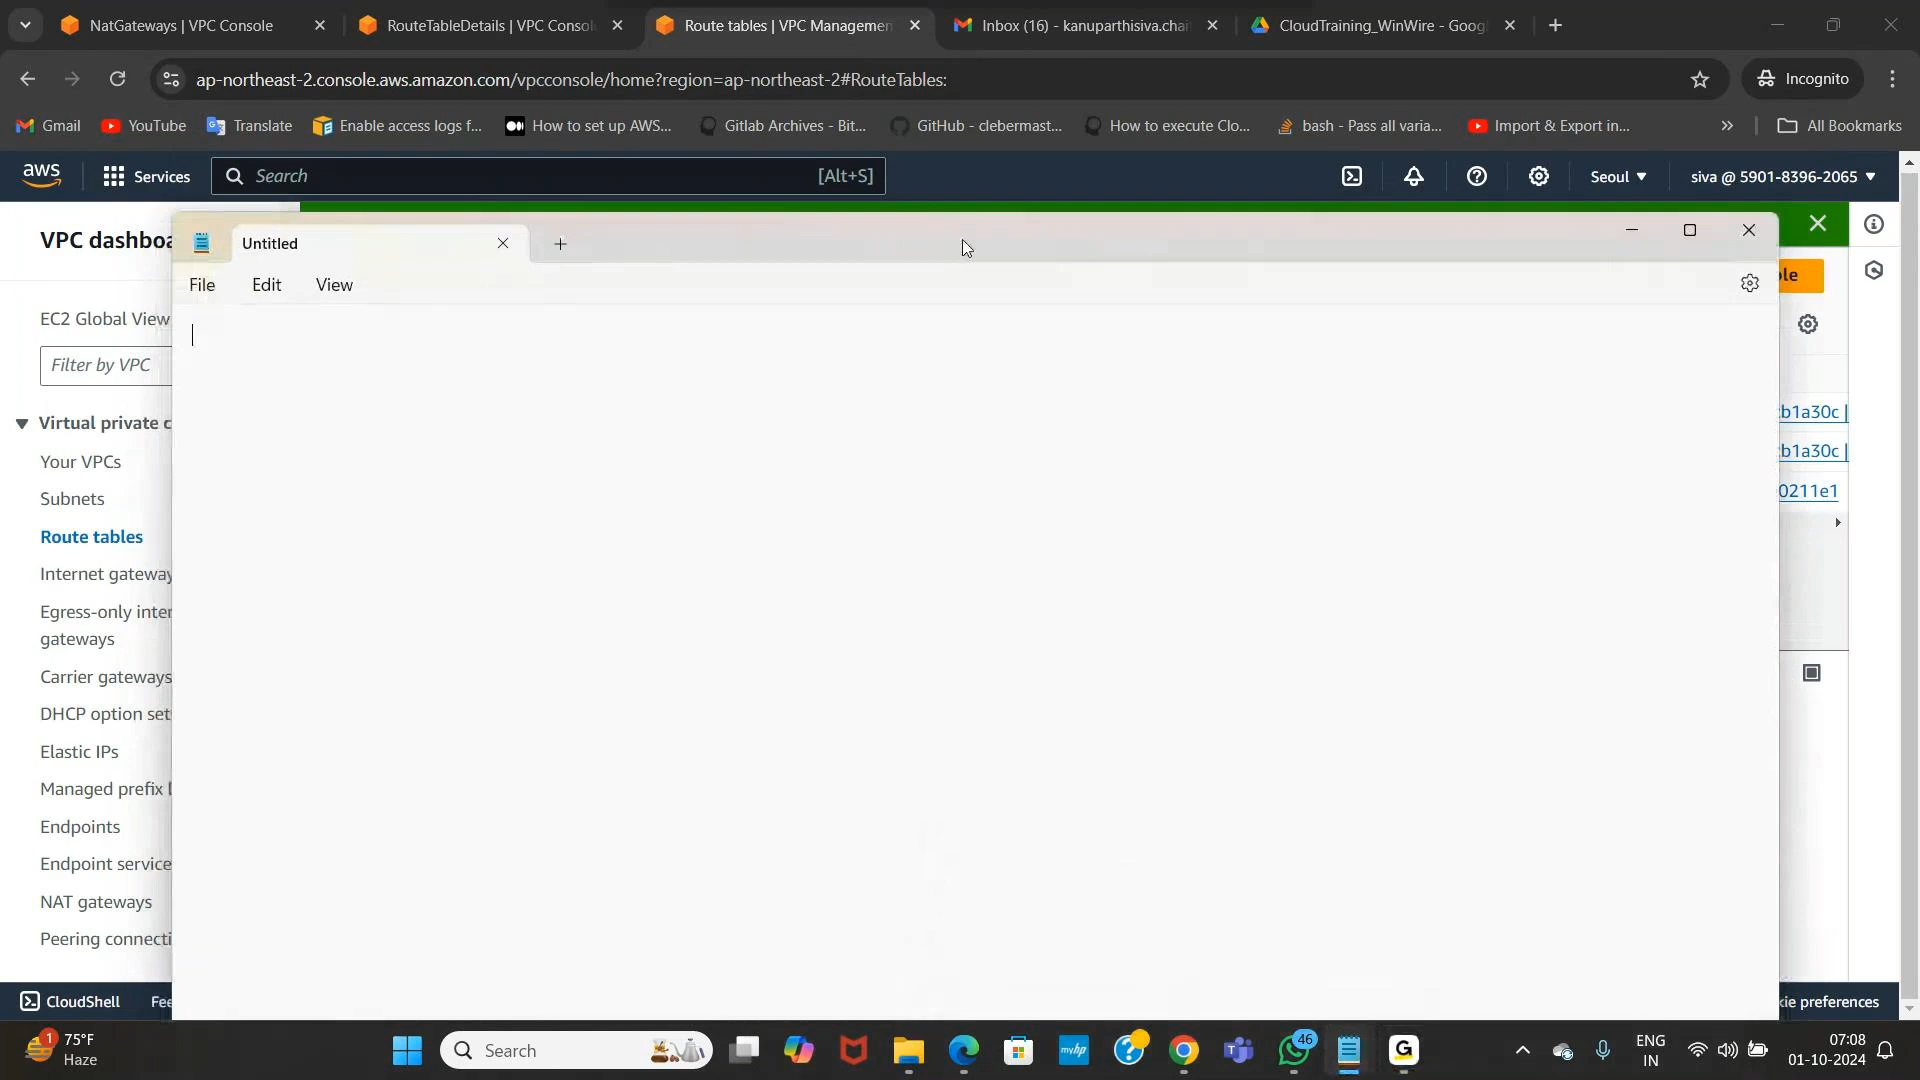 NatGateways | VPC Console
RouteTableDetails | VPC Consol
Route tables | VPC Managemen
Inbox (16) - kanuparthisiva.chai
CloudTraining_WinWire - Goog
ap-northeast-2.console.aws.amazon.com/vpcconsole/home?region=ap-northeast-2#RouteTables:
Incognito
Gmail
YouTube
Translate
Enable access logs f...
How to set up AWS...
Gitlab Archives - Bit...
GitHub - clebermast...
How to execute Clo...
bash - Pass all varia...
Import & Export in...
All Bookmarks
aws
Services
Search
[Alt+S]
Seoul
siva @ 5901-8396-2065
VPC dashboa
Untitled
File
Edit
View
le
EC2 Global View
Filter by VPC
b1a30c |
Virtual private c
b1a30c |
Your VPCs
0211e1
Subnets
Route tables
Internet gateway
Egress-only inter
gateways
Carrier gateways
DHCP option set
Elastic IPs
Managed prefix l
Endpoints
Endpoint service
NAT gateways
Peering connecti
CloudShell
Fee
kie preferences
1
75°F
Haze
Search
myhp
46
G
ENG
IN
07:08
01-10-2024